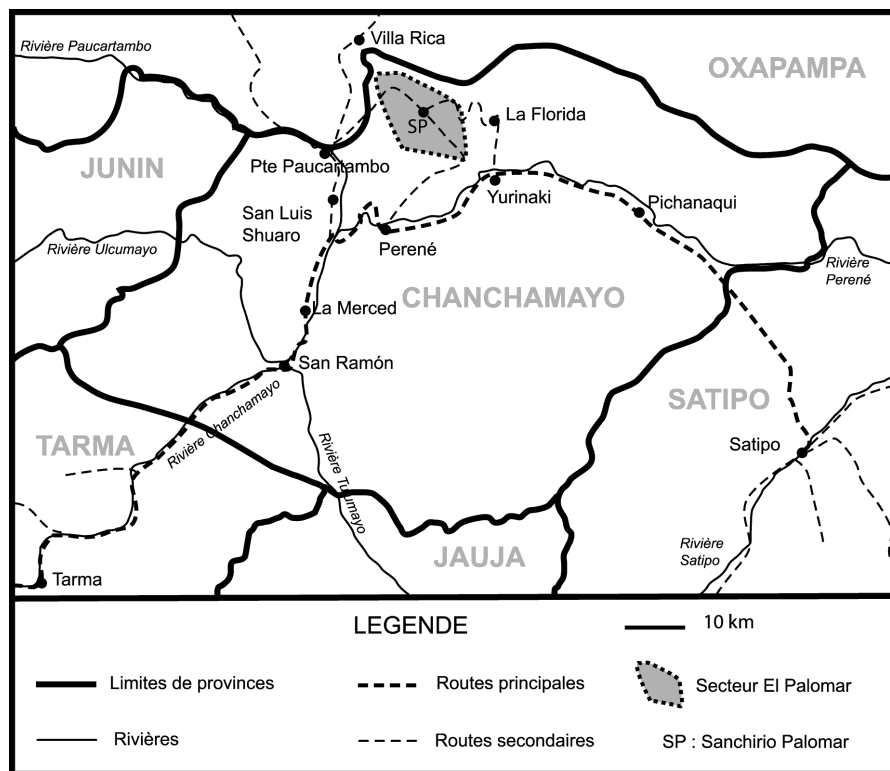 Villa Rica
Rivière Paucartambo
OXAPAMPA
SP
La Florida
JUNIN
Pte Paucartambo
Yurinaki
Pichanaqui
San Luis
Shuaro
Rivière Ulcumayo
Perené
Rivière
Perené
CHANCHAMAYO
La Merced
San Ramón
SATIPO
Rivière Chanchamayo
TARMA
Rivière Tulumayo
Satipo
Rivière
Satipo
JAUJA
Tarma
LEGENDE
10 km
Limites de provinces
Routes principales
Secteur El Palomar
Rivières
Routes secondaires
SP : Sanchirio Palomar